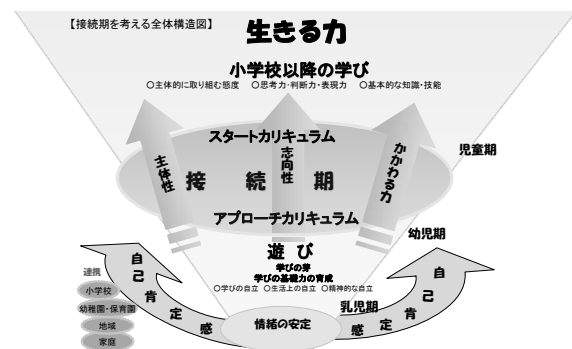 【接続期を考える全体構造図】
生きる力
小学校以降の学び
○主体的に取り組む態度 ○思考力・判断力・表現力 ○基本的な知識・技能
スタートカリキュラム
主体性
志向性
かかわる力
児童期
接続期
アプローチカリキュラム
幼児期
遊び
学びの芽
学びの基礎力の育成
○学びの自立 ○生活上の自立 ○精神的な自立
乳児期
自己肯定感
自己肯定感
情緒の安定
連携
小学校
幼稚園・保育園
地域
家庭